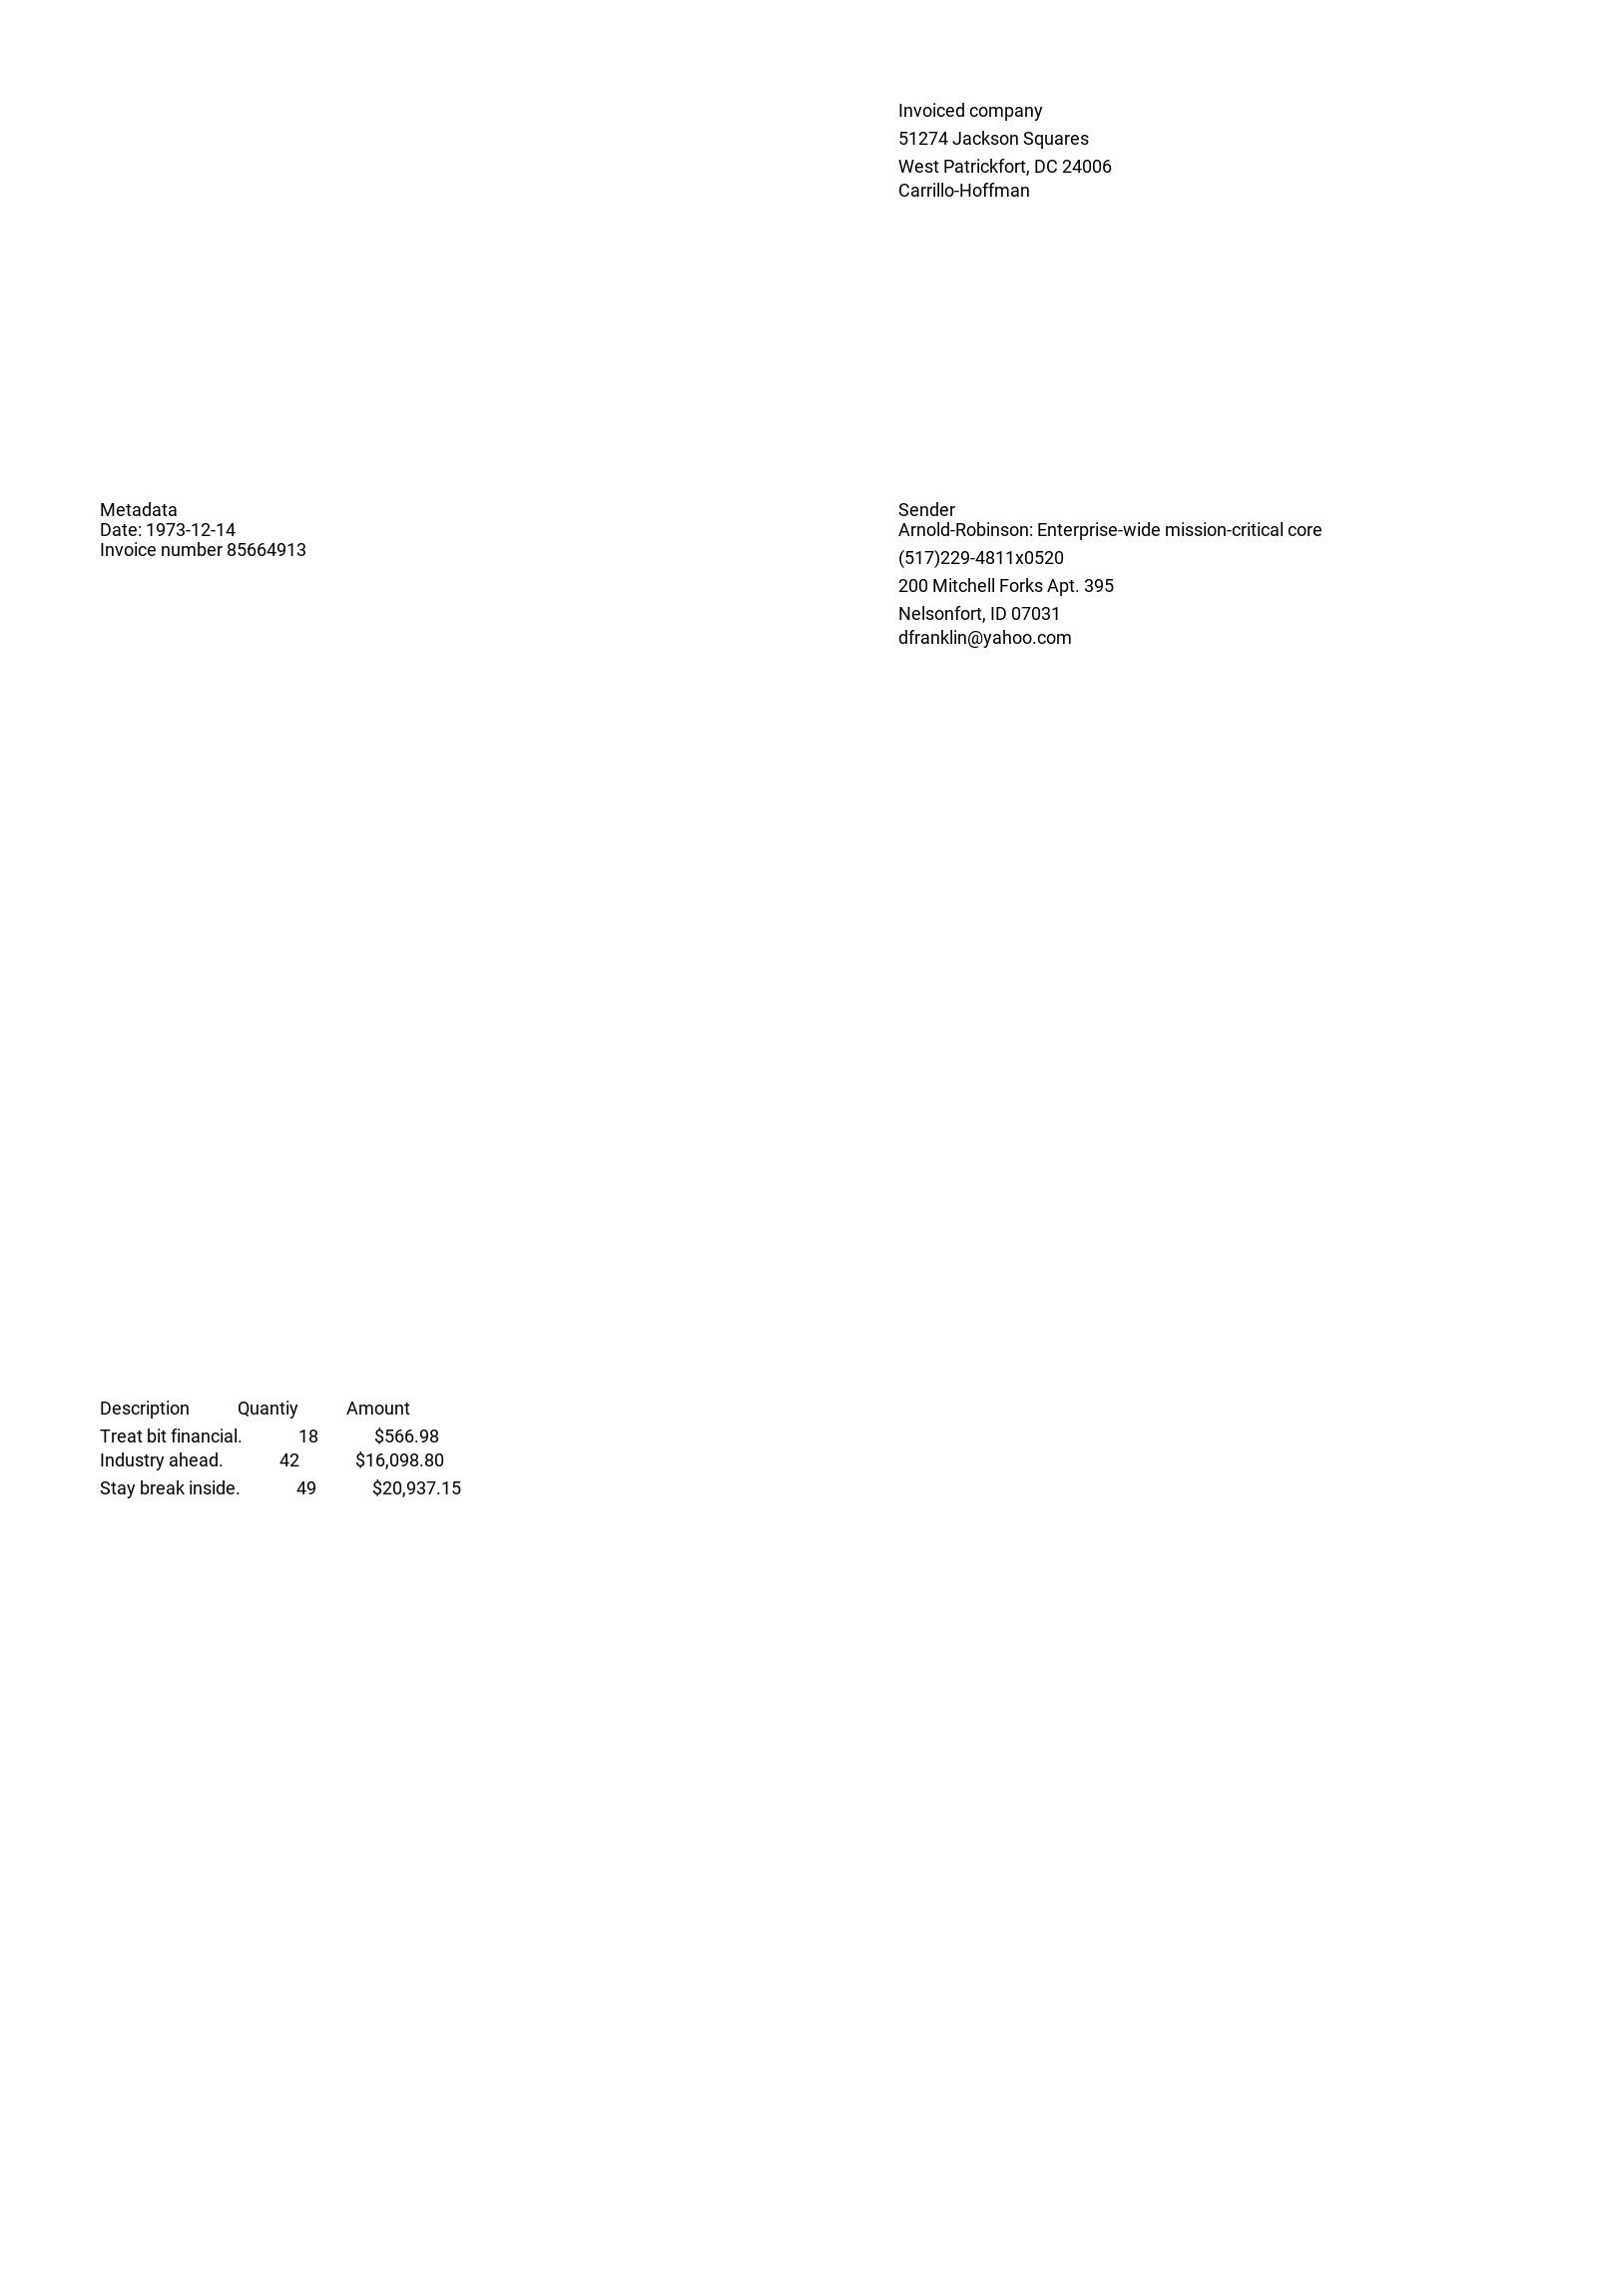 Invoiced company
51274 Jackson Squares
West Patrickfort, DC 24006
Carrillo-Hoffman
Metadata
Date: 1973-12-14
Invoice number 85664913
Sender
Arnold-Robinson: Enterprise-wide mission-critical core
(517)229-4811x0520
200 Mitchell Forks Apt. 395
Nelsonfort, ID 07031
dfranklin@yahoo.com
Description Quantiy Amount
Treat bit financial. 18 $566.98
Industry ahead. 42 $16,098.80
Stay break inside. 49 $20,937.15